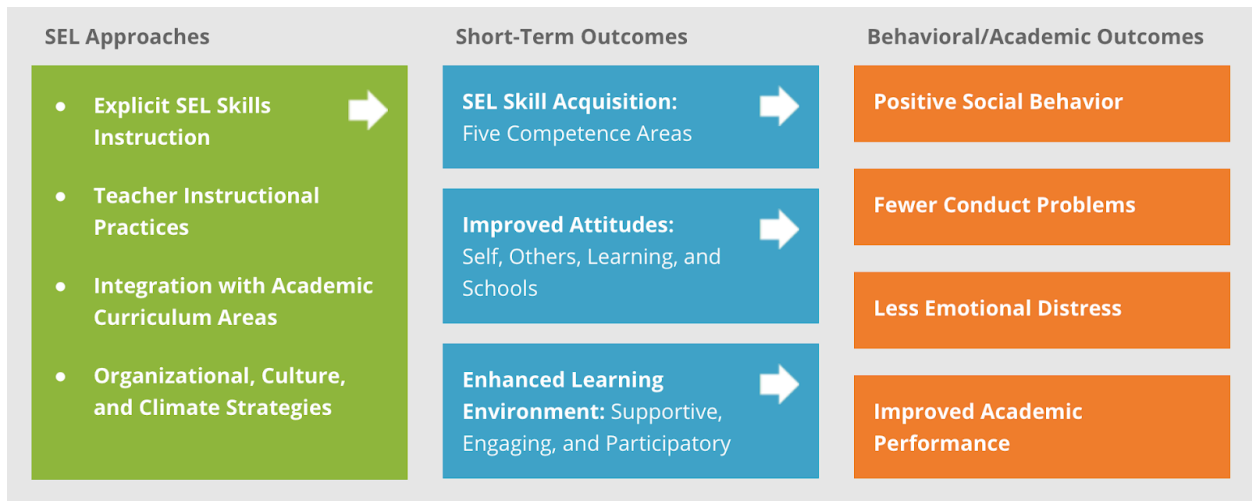 SEL Approaches
● Explicit SEL Skills
Instruction
● Teacher Instructional
Practices
● Integration with Academic
Curriculum Areas
● Organizational, Culture,
and Climate Strategies
Short-Term Outcomes
SEL Skill Acquisition:
Five Competence Areas
Improved Attitudes:
Self, Others, Learning, and
Schools
Enhanced Learning
Environment: Supportive,
Engaging, and Participatory
Behavioral/Academic Outcomes
Positive Social Behavior
Fewer Conduct Problems
Less Emotional Distress
Improved Academic
Performance